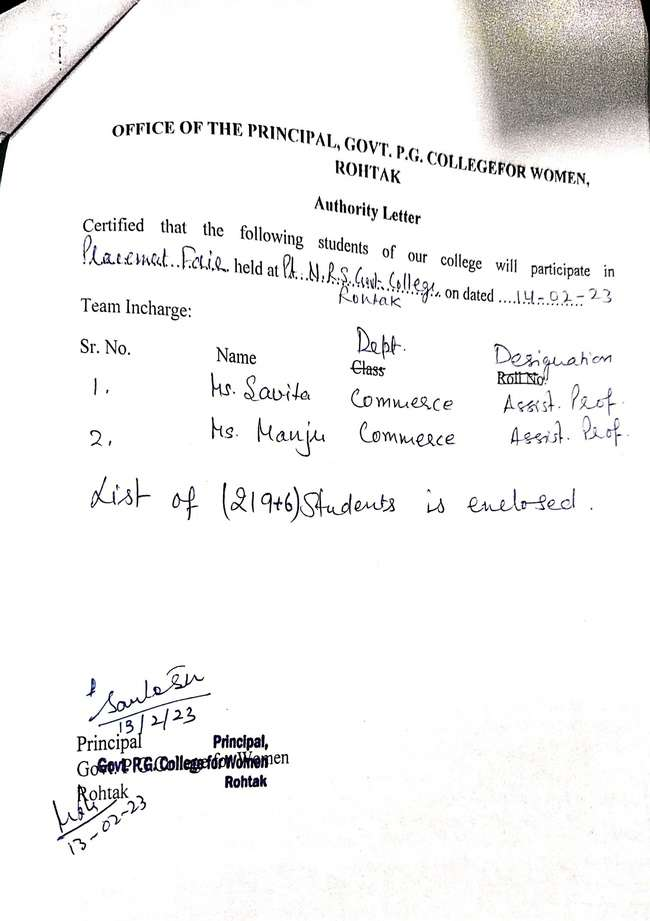 OFFICE OF THE PRINCIPAL, GOVT. P.G. COLLEGEFOR WOMEN,
ROHTAK
Authority Letter
Certified that the following students of our college will participate in
Placement Fair held at Pt. N.R.S. Govt. College on dated ....14-02-23
Rohtak
Team Incharge:
Dept. Designation
Sr. No. Name Class Roll No.
1. Ms. Savita Commerce Assist. Prof.
2. Ms. Manju Commerce Assist. Prof.
List of (219+6) Students is enclosed.
13/2/23
Principal Principal,
Govt. P.G. College for Women
Govt. P.G. College for Women
Rohtak Rohtak
13-02-23